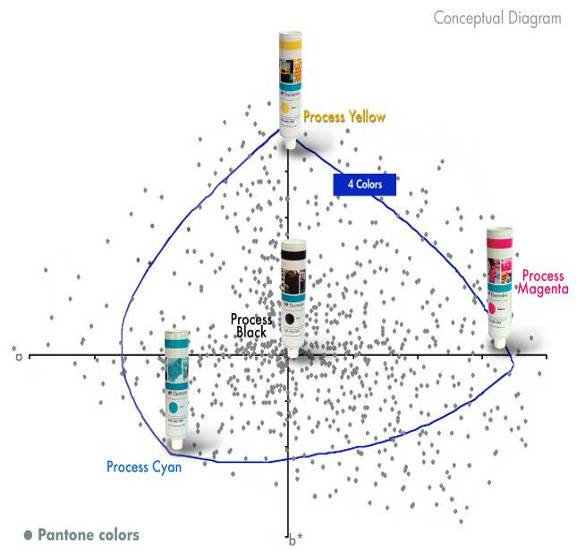 Conceptual Diagram
Process Yellow
4 Colors
Process
Magenta
Process
Black
a*
Process Cyan
Pantone colors
b*